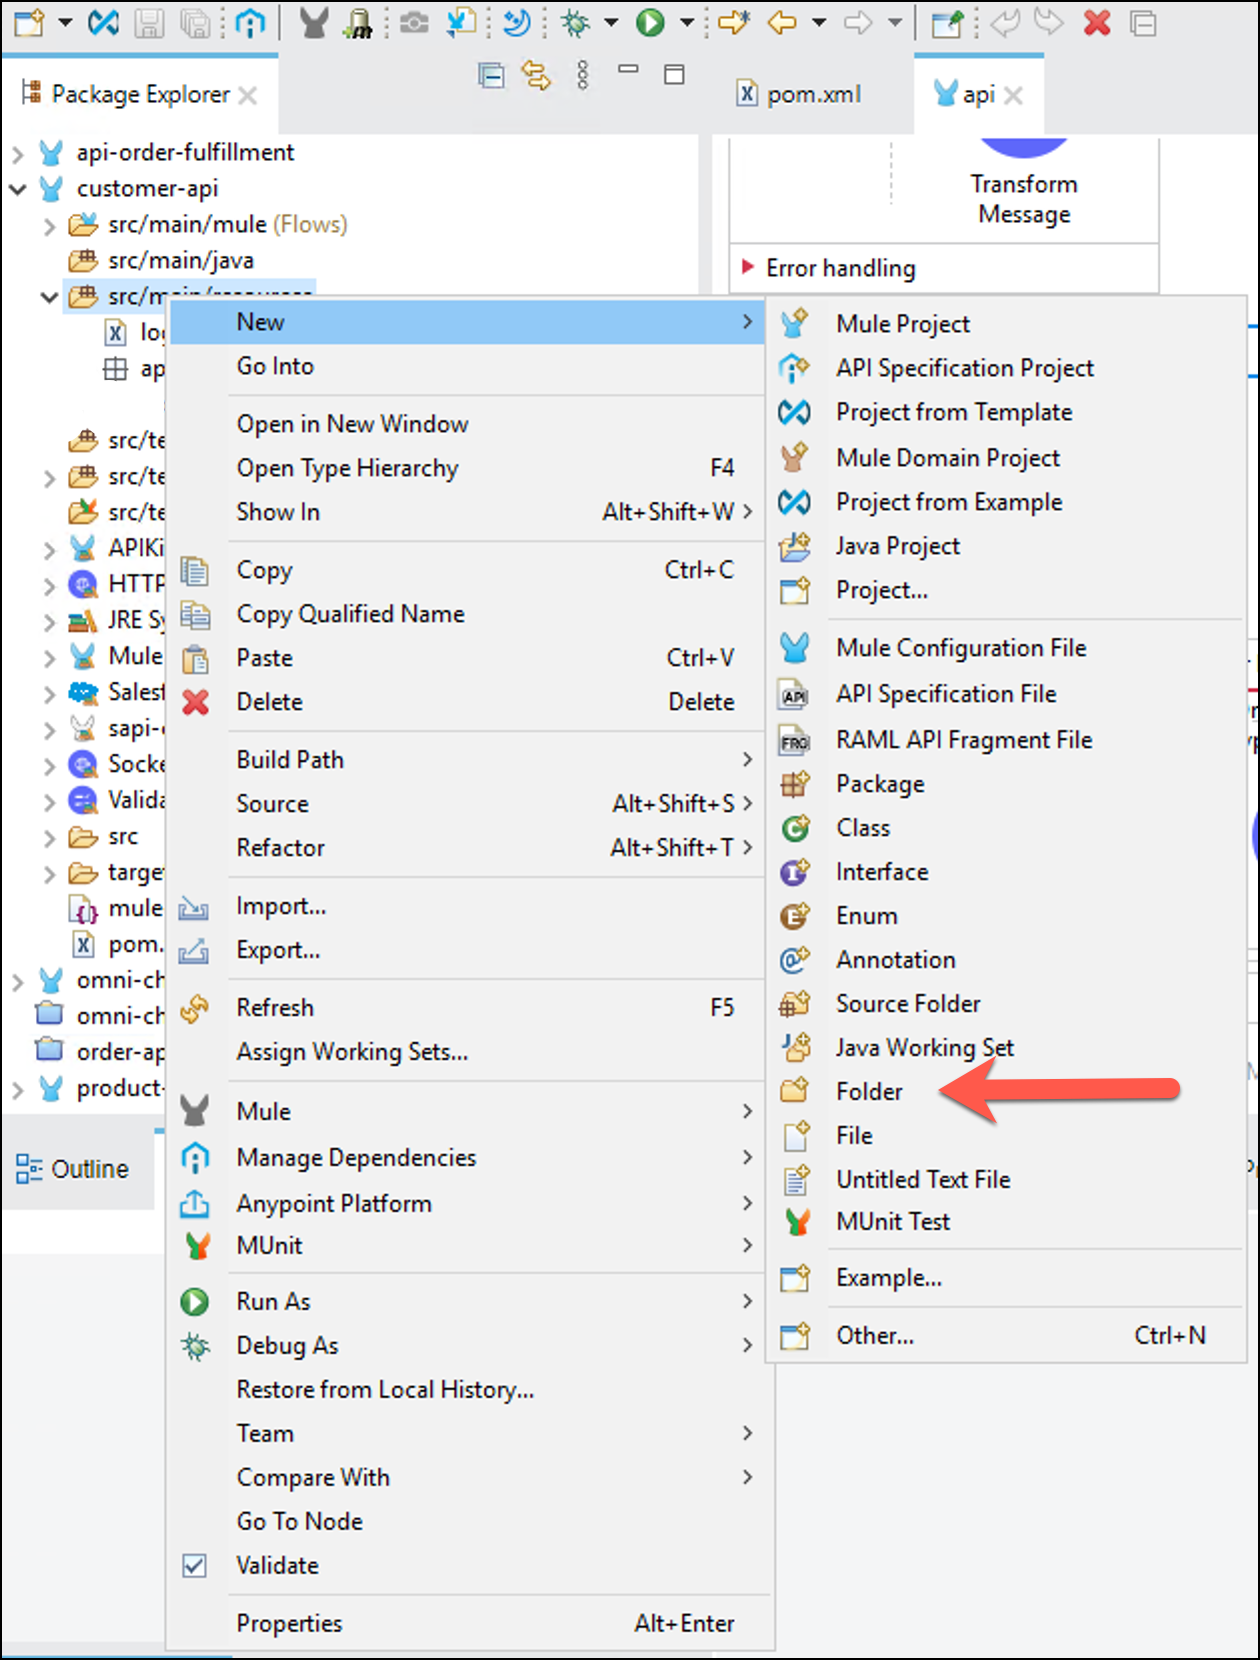 Package Explorer
pom.xml
api
api-order-fulfillment
customer-api
src/main/mule (Flows)
src/main/java
src/main/resources
Transform
Message
Error handling
New
Go Into
Open in New Window
Open Type Hierarchy F4
Show In Alt+Shift+W
Copy Ctrl+C
Copy Qualified Name
Paste Ctrl+V
Delete Delete
Build Path
Source Alt+Shift+S
Refactor Alt+Shift+T
Import...
Export...
Refresh F5
Assign Working Sets...
Mule
Manage Dependencies
Anypoint Platform
MUnit
Run As
Debug As
Restore from Local History...
Team
Compare With
Go To Node
Validate
Properties Alt+Enter
Mule Project
API Specification Project
Project from Template
Mule Domain Project
Project from Example
Java Project
Project...
Mule Configuration File
API Specification File
RAML API Fragment File
Package
Class
Interface
Enum
Annotation
Source Folder
Java Working Set
Folder
File
Untitled Text File
MUnit Test
Example...
Other... Ctrl+N
ap
src/te
src/te
src/te
APIKi
HTTP
JRE Sy
Mule
Salesf
sapi-
Socke
Valida
src
targe
mule
pom.
omni-ch
omni-ch
order-ap
product-
Outline